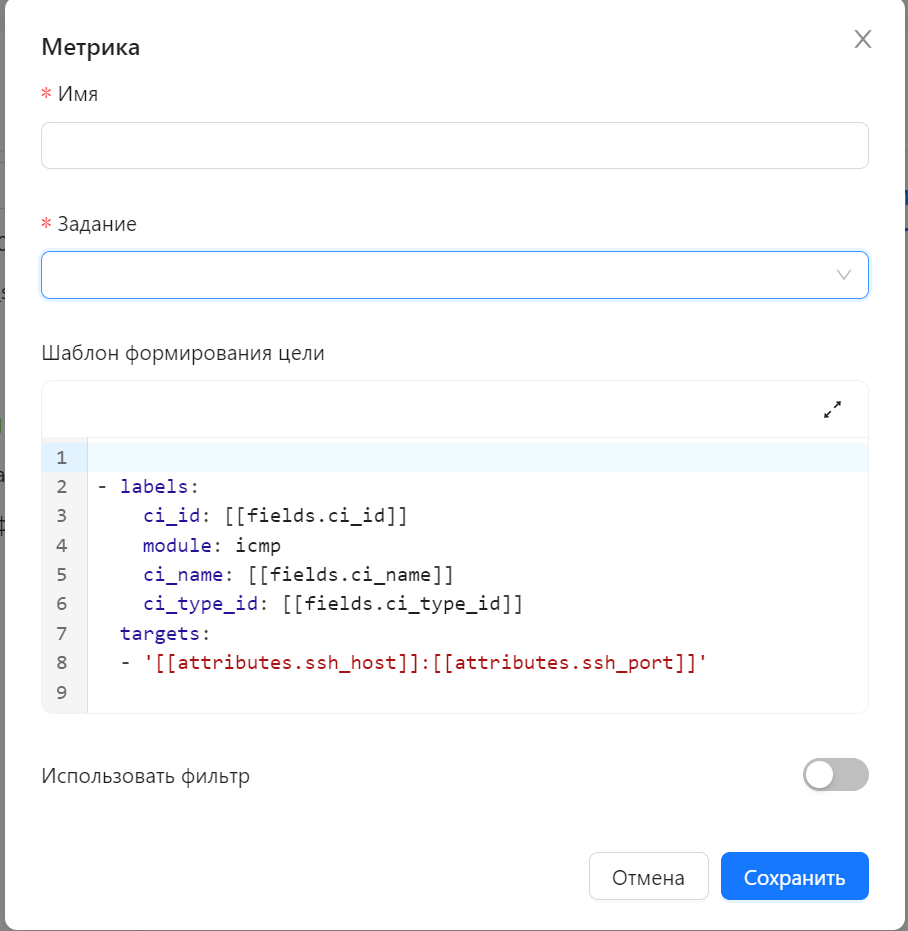 Метрика
* Имя
* Задание
Шаблон формирования цели
1
2 - labels:
3     ci_id: [[fields.ci_id]]
4     module: icmp
5     ci_name: [[fields.ci_name]]
6     ci_type_id: [[fields.ci_type_id]]
7   targets:
8   - '[[attributes.ssh_host]]:[[attributes.ssh_port]]'
9
Использовать фильтр
Отмена Сохранить